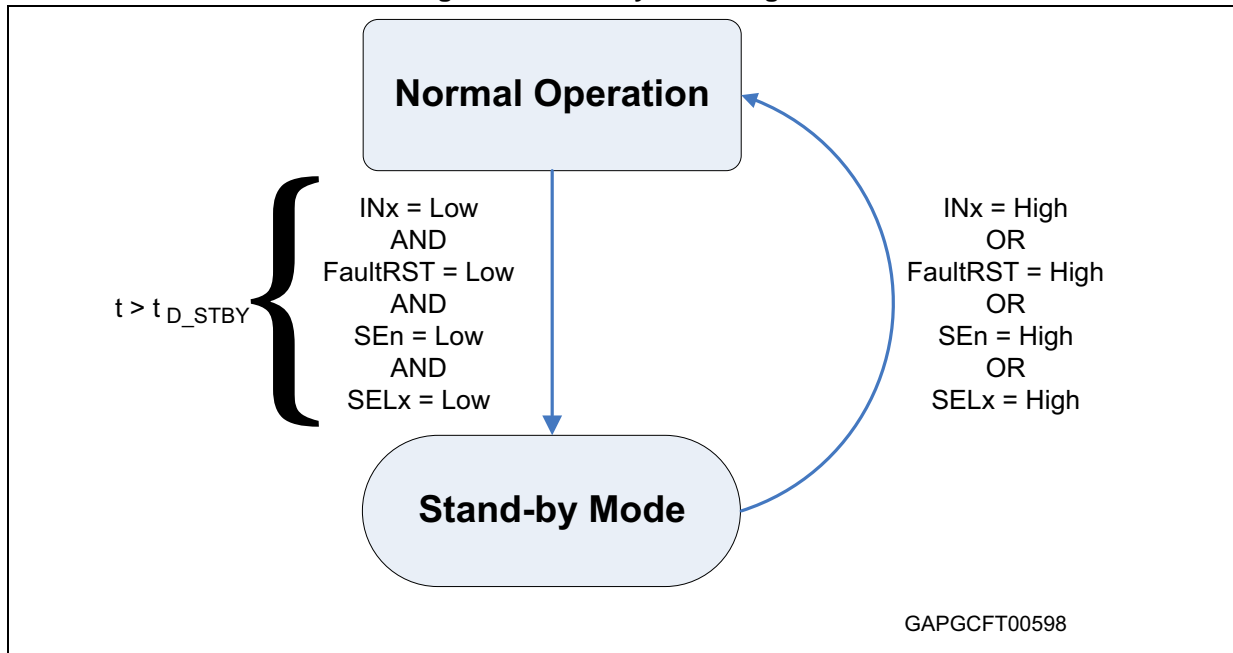 Normal Operation
INx = Low
AND
FaultRST = Low
AND
SEn = Low
AND
SELx = Low
t > t D_STBY
INx = High
OR
FaultRST = High
OR
SEn = High
OR
SELx = High
Stand-by Mode
GAPGCFT00598